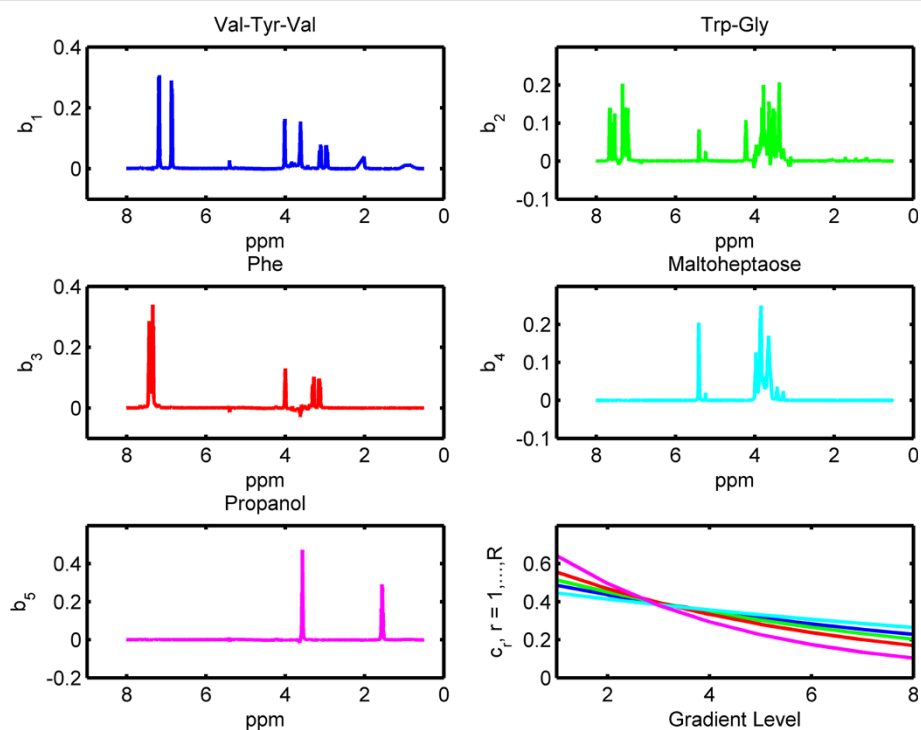 Val-Tyr-Val
0.4
0.2
0
b1
8 6 4 2 0
ppm
Trp-Gly
0.2
0.1
0
-0.1
b2
8 6 4 2 0
ppm
Phe
0.4
0.2
0
b3
8 6 4 2 0
ppm
Maltoheptaose
0.2
0.1
0
-0.1
b4
8 6 4 2 0
ppm
Propanol
0.4
0.2
0
-0.2
b5
8 6 4 2 0
ppm
0.6
0.4
0.2
0
cr, r = 1,...,R
2 4 6 8
Gradient Level